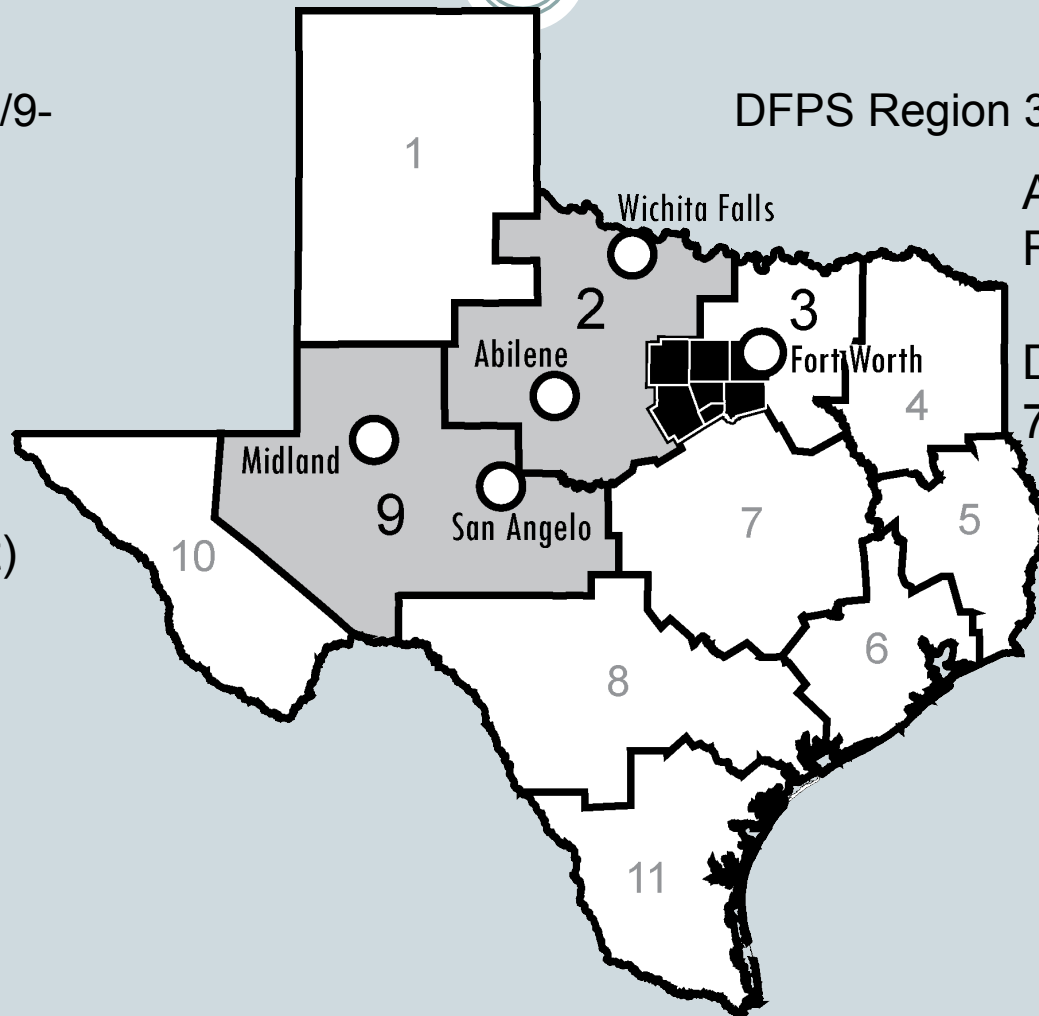 /9-
DFPS Region 3
1
A
Wichita Falls
F
2
3
Abilene
Fort Worth
D
4
7
Midland
9
San Angelo
7
5
10
)
6
8
11